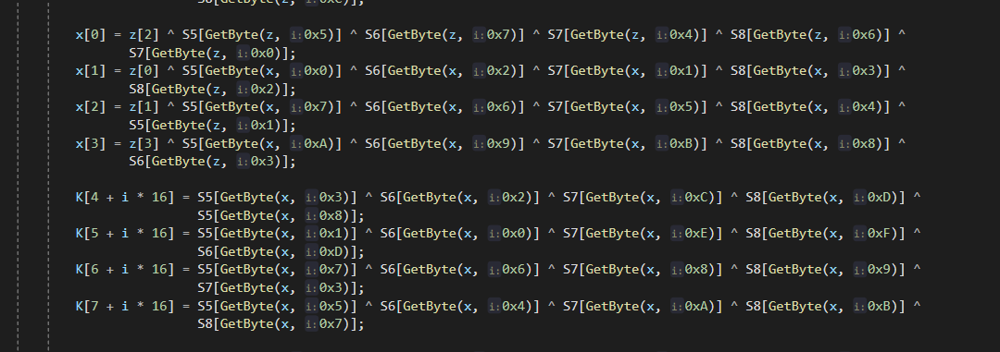 S8[GetByte(z, i:0xC)];
x[0] = z[2] ^ S5[GetByte(z, i:0x5)] ^ S6[GetByte(z, i:0x7)] ^ S7[GetByte(z, i:0x4)] ^ S8[GetByte(z, i:0x6)] ^
S7[GetByte(z, i:0x0)];
x[1] = z[0] ^ S5[GetByte(x, i:0x0)] ^ S6[GetByte(x, i:0x2)] ^ S7[GetByte(x, i:0x1)] ^ S8[GetByte(x, i:0x3)] ^
S8[GetByte(z, i:0x2)];
x[2] = z[1] ^ S5[GetByte(x, i:0x7)] ^ S6[GetByte(x, i:0x6)] ^ S7[GetByte(x, i:0x5)] ^ S8[GetByte(x, i:0x4)] ^
S5[GetByte(z, i:0x1)];
x[3] = z[3] ^ S5[GetByte(x, i:0xA)] ^ S6[GetByte(x, i:0x9)] ^ S7[GetByte(x, i:0xB)] ^ S8[GetByte(x, i:0x8)] ^
S6[GetByte(z, i:0x3)];
K[4 + i * 16] = S5[GetByte(x, i:0x3)] ^ S6[GetByte(x, i:0x2)] ^ S7[GetByte(x, i:0xC)] ^ S8[GetByte(x, i:0xD)] ^
S5[GetByte(x, i:0x8)];
K[5 + i * 16] = S5[GetByte(x, i:0x1)] ^ S6[GetByte(x, i:0x0)] ^ S7[GetByte(x, i:0xE)] ^ S8[GetByte(x, i:0xF)] ^
S6[GetByte(x, i:0xD)];
K[6 + i * 16] = S5[GetByte(x, i:0x7)] ^ S6[GetByte(x, i:0x6)] ^ S7[GetByte(x, i:0x8)] ^ S8[GetByte(x, i:0x9)] ^
S7[GetByte(x, i:0x3)];
K[7 + i * 16] = S5[GetByte(x, i:0x5)] ^ S6[GetByte(x, i:0x4)] ^ S7[GetByte(x, i:0xA)] ^ S8[GetByte(x, i:0xB)] ^
S8[GetByte(x, i:0x7)];